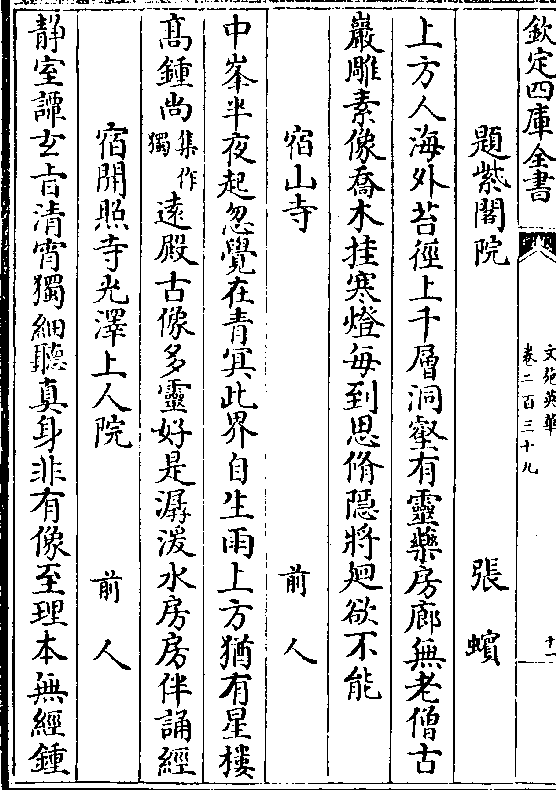 欽定四庫全書
文苑英華
卷二百三十九
十一
題紫閣院 張蠙
上方人海外苔徑上千層洞壑有靈藥房廊無老僧古
巖雕素像喬木挂寒燈每到思脩隠將廻欲不能
宿山寺 前人
中峯半夜起忽覺在青冥此界自生雨上方猶有星樓
髙鍾尚集作獨遠殿古像多靈好是潺湲水房房伴誦經
宿開照寺光澤上人院 前人
静室譚玄㫖清宵獨細聽真身非有像至理本無經鍾